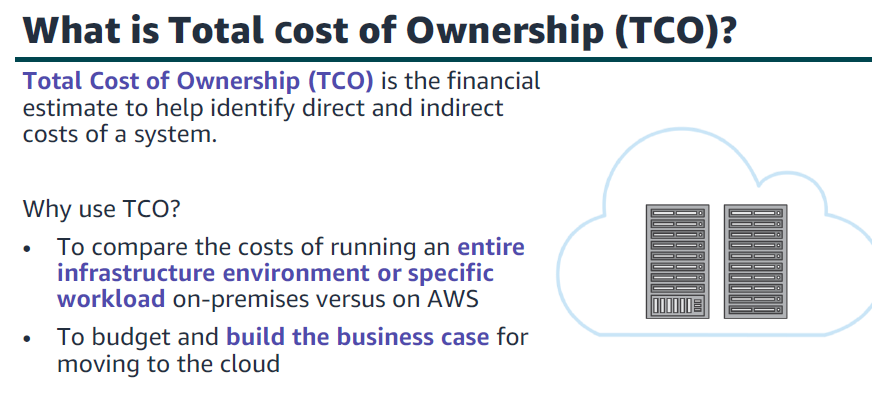 What is Total cost of Ownership (TCO)?
Total Cost of Ownership (TCO) is the financial
estimate to help identify direct and indirect
costs of a system.
Why use TCO?
• To compare the costs of running an entire
infrastructure environment or specific
workload on-premises versus on AWS
• To budget and build the business case for
moving to the cloud